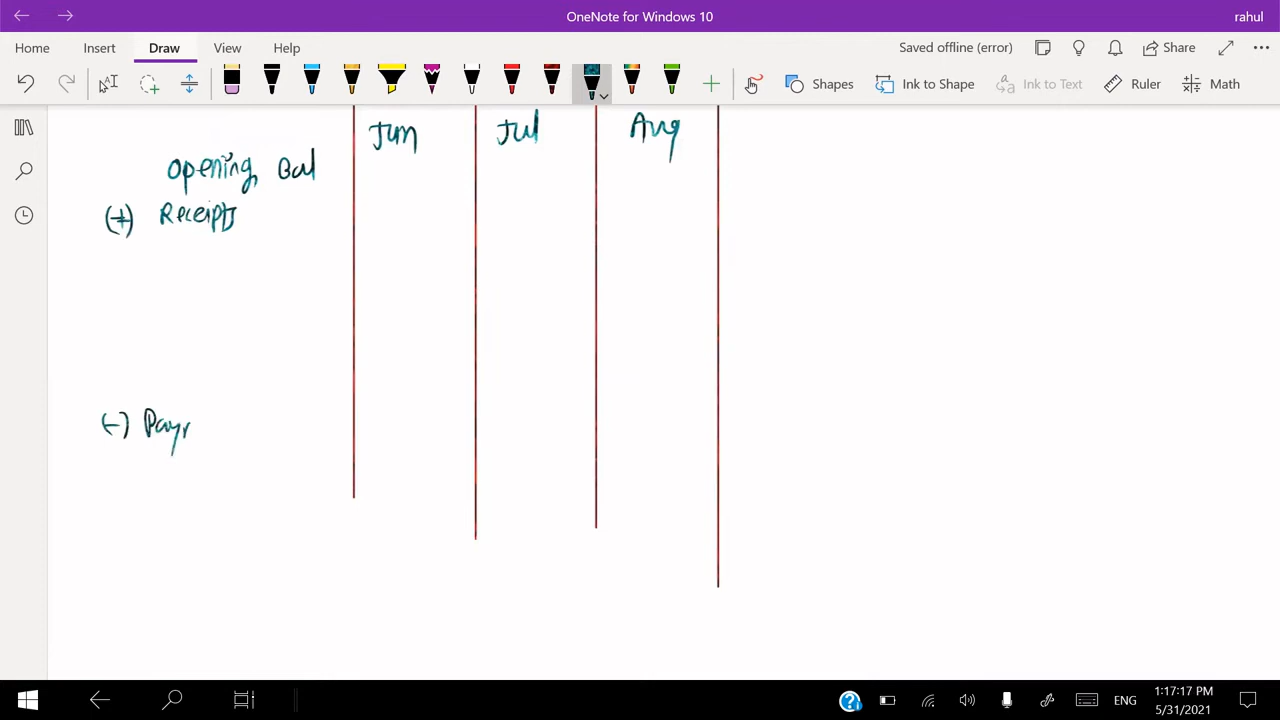 OneNote for Windows 10
rahul
Home Insert Draw View Help
Saved offline (error) Share
Shapes Ink to Shape Ink to Text Ruler Math
Jun Jul Aug
Opening Bal
(+) Receipts
(-) Paym
ENG 1:17:17 PM
5/31/2021